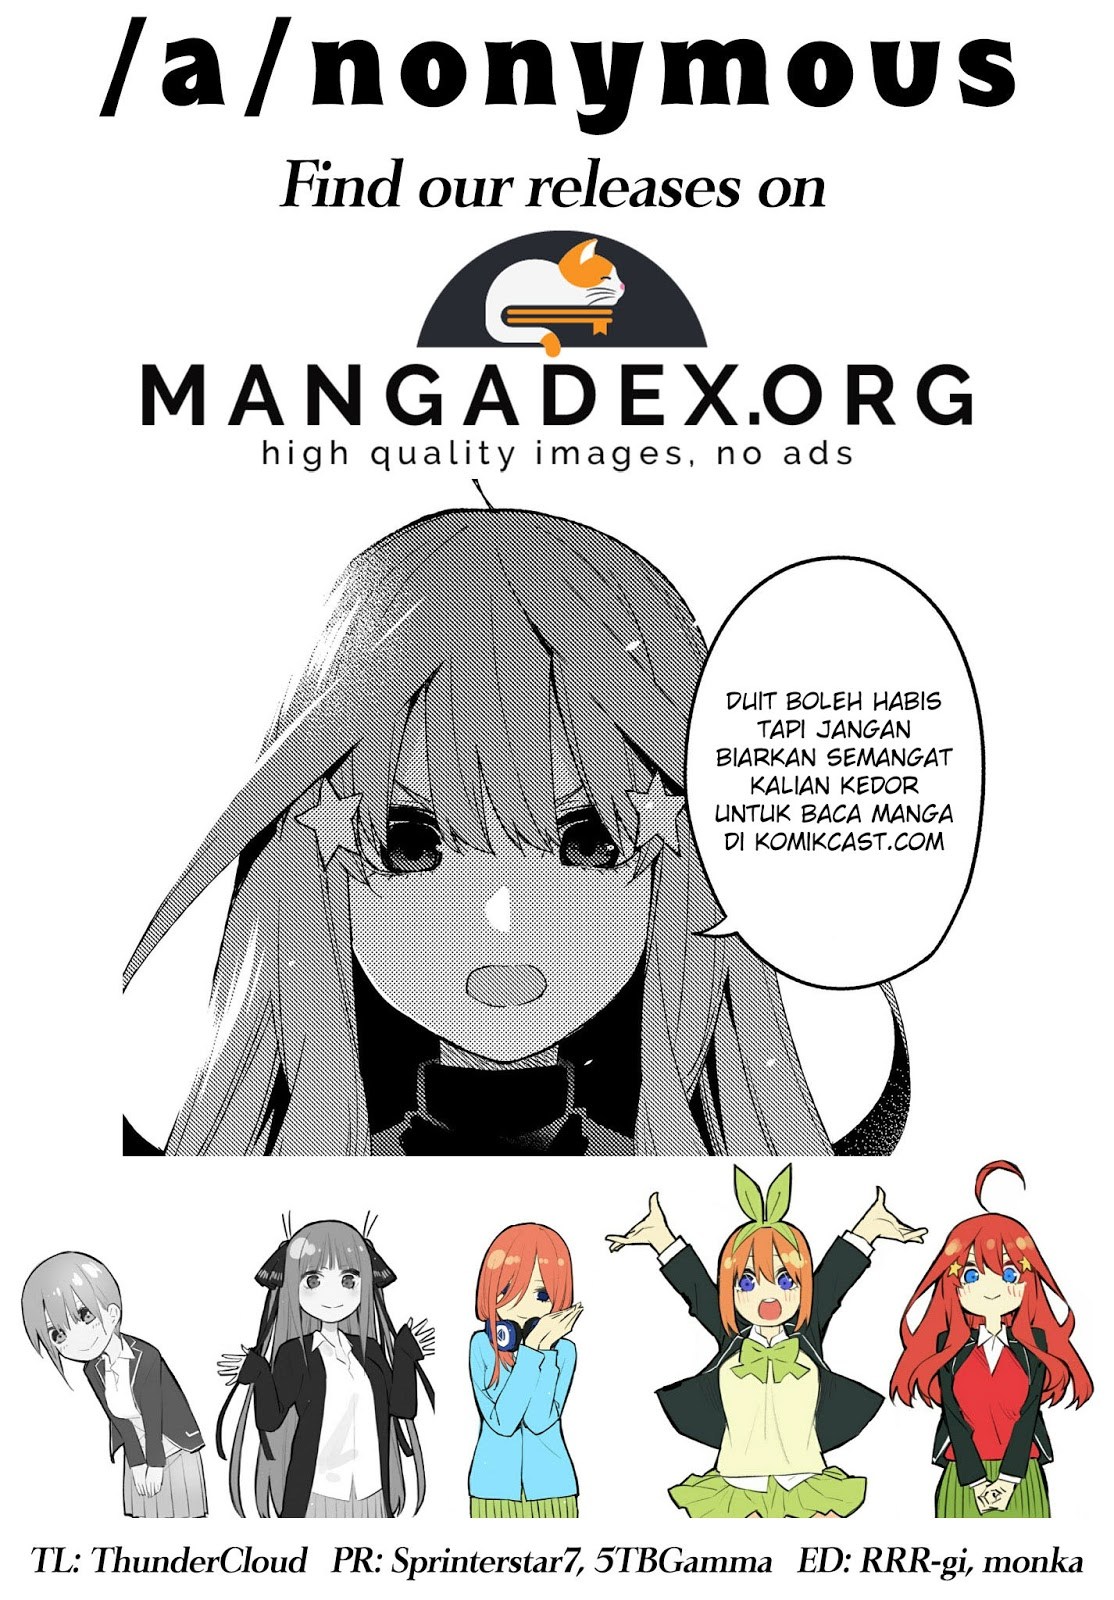 /a/nonymous
Find our releases on
MANGADEX.ORG
high quality images, no ads
DUIT BOLEH HABIS
TAPI JANGAN
BIARKAN SEMANGAT
KALIAN KEDOR
UNTUK BACA MANGA
DI KOMIKCAST.COM
TL: ThunderCloud PR: Sprinterstar7, 5TBGamma ED: RRR-gi, monka